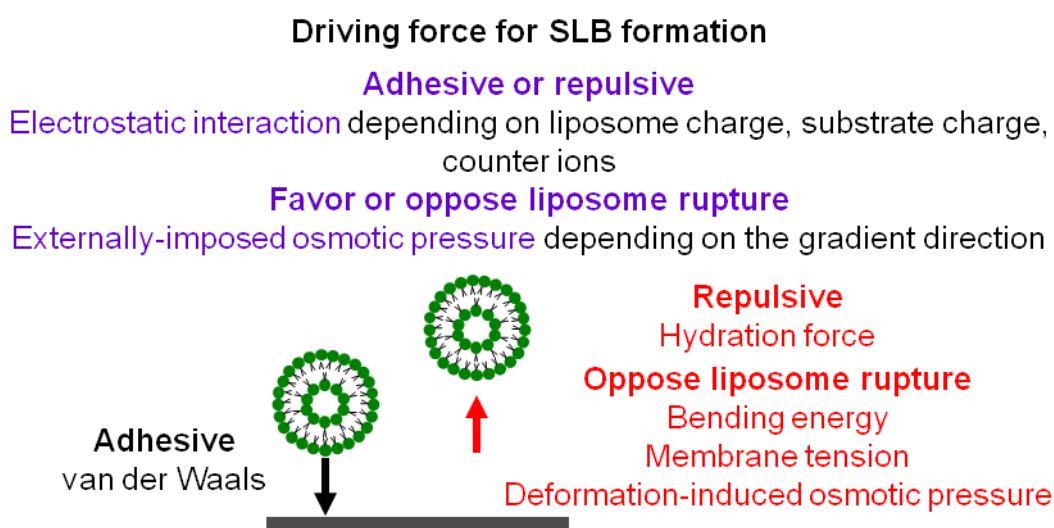 Driving force for SLB formation
Adhesive or repulsive
Electrostatic interaction depending on liposome charge, substrate charge,
counter ions
Favor or oppose liposome rupture
Externally-imposed osmotic pressure depending on the gradient direction
Repulsive
Hydration force
Oppose liposome rupture
Bending energy
Membrane tension
Deformation-induced osmotic pressure
Adhesive
van der Waals